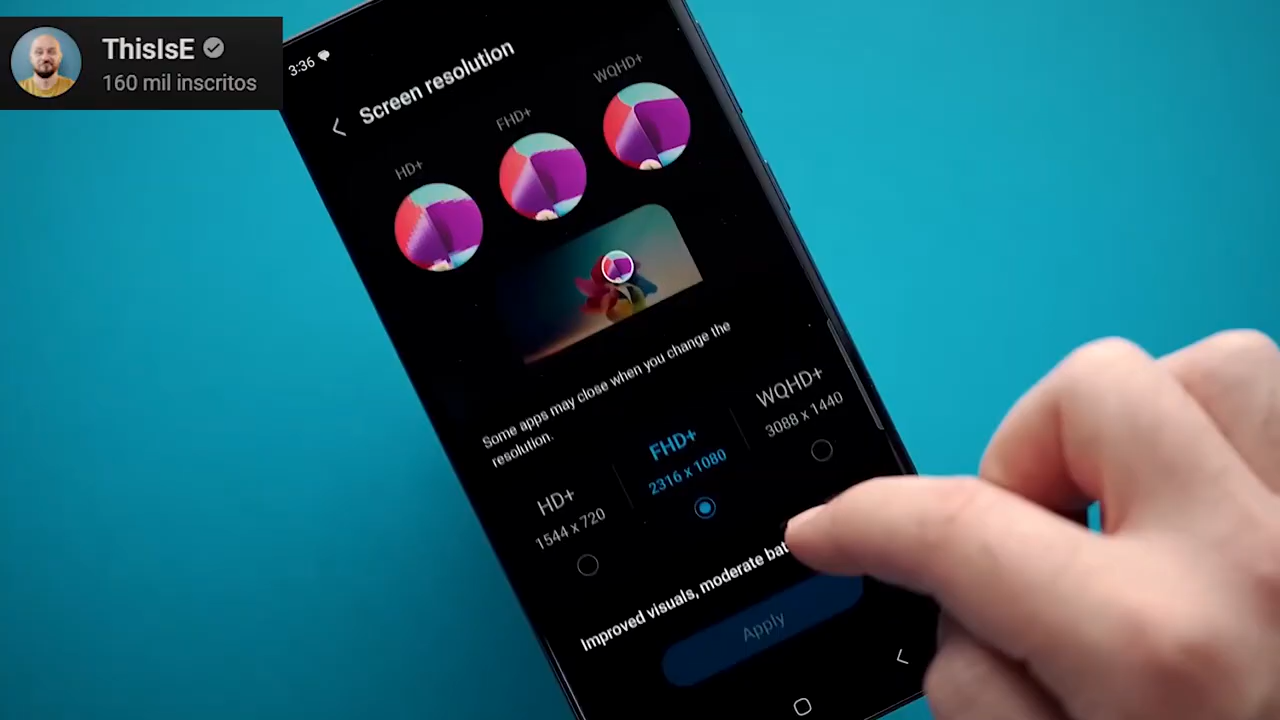 ThisIsE
160 mil inscritos
3:36
Screen resolution
HD+
FHD+
WQHD+
Some apps may close when you change the
resolution.
HD+
1544 x 720
FHD+
2316 x 1080
WQHD+
3088 x 1440
Improved visuals, moderate
Apply